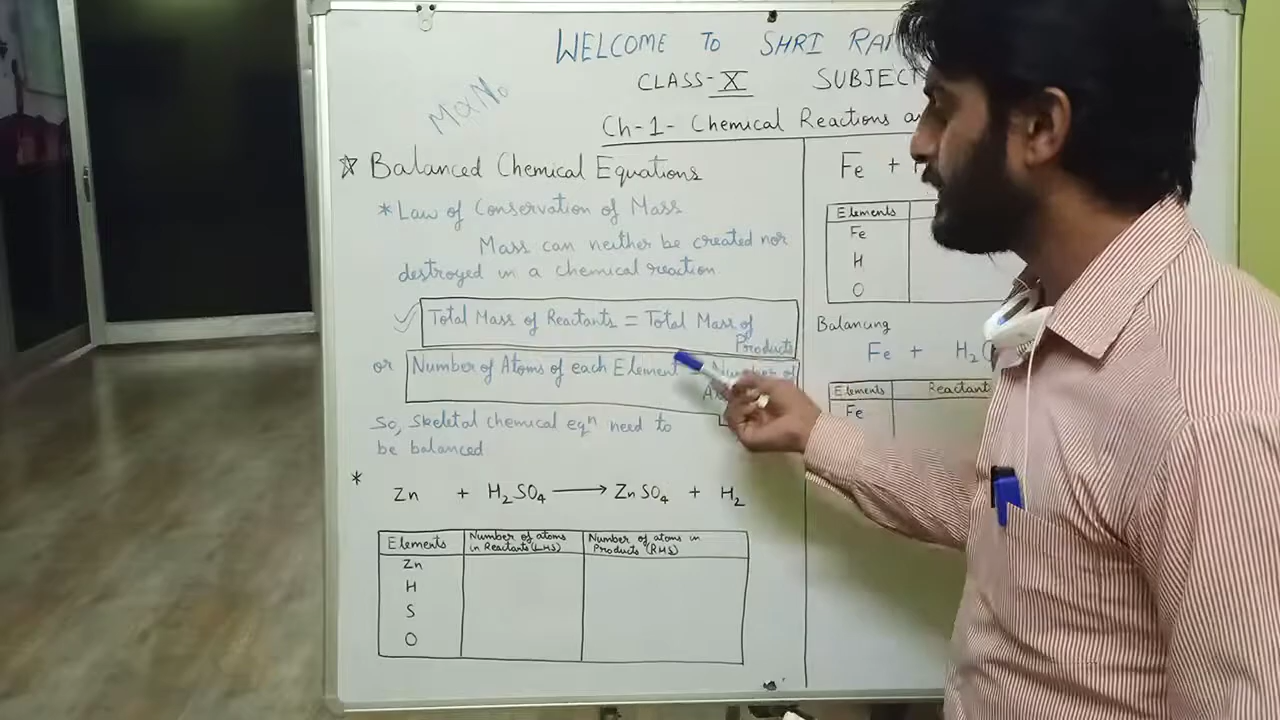 WELCOME TO SHRI RAM
CLASS-X SUBJECT
Ch-1- Chemical Reactions
MaNo
☆ Balanced Chemical Equations
* Law of Conservation of Mass
Mass can neither be created nor
destroyed in a chemical reaction
✓ Total Mass of Reactants = Total Mass of
Products
or Number of Atoms of each Element = Number of
So, skeletal chemical eqⁿ need to
be balanced
* Zn + H₂SO₄ ⟶ ZnSO₄ + H₂
Elements Number of atoms in Reactants (LHS) Number of atoms in Products (RHS)
Zn
H
S
O
Fe +
Elements
Fe
H
O
Balancing
Fe + H₂
Elements Reactant
Fe